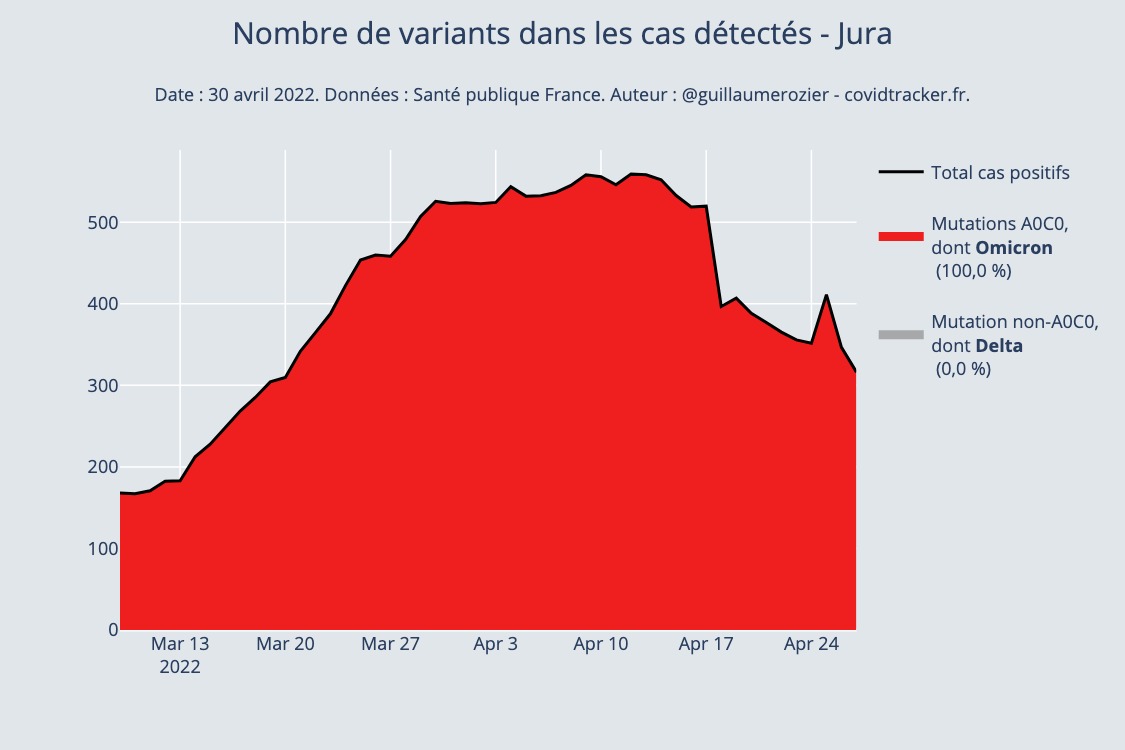 Nombre de variants dans les cas détectés - Jura
Date : 30 avril 2022. Données : Santé publique France. Auteur : @guillaumerozier - covidtracker.fr.
Total cas positifs
Mutations A0C0,
dont Omicron
(100,0 %)
Mutation non-A0C0,
dont Delta
(0,0 %)
500
400
300
200
100
0
Mar 13
2022
Mar 20
Mar 27
Apr 3
Apr 10
Apr 17
Apr 24